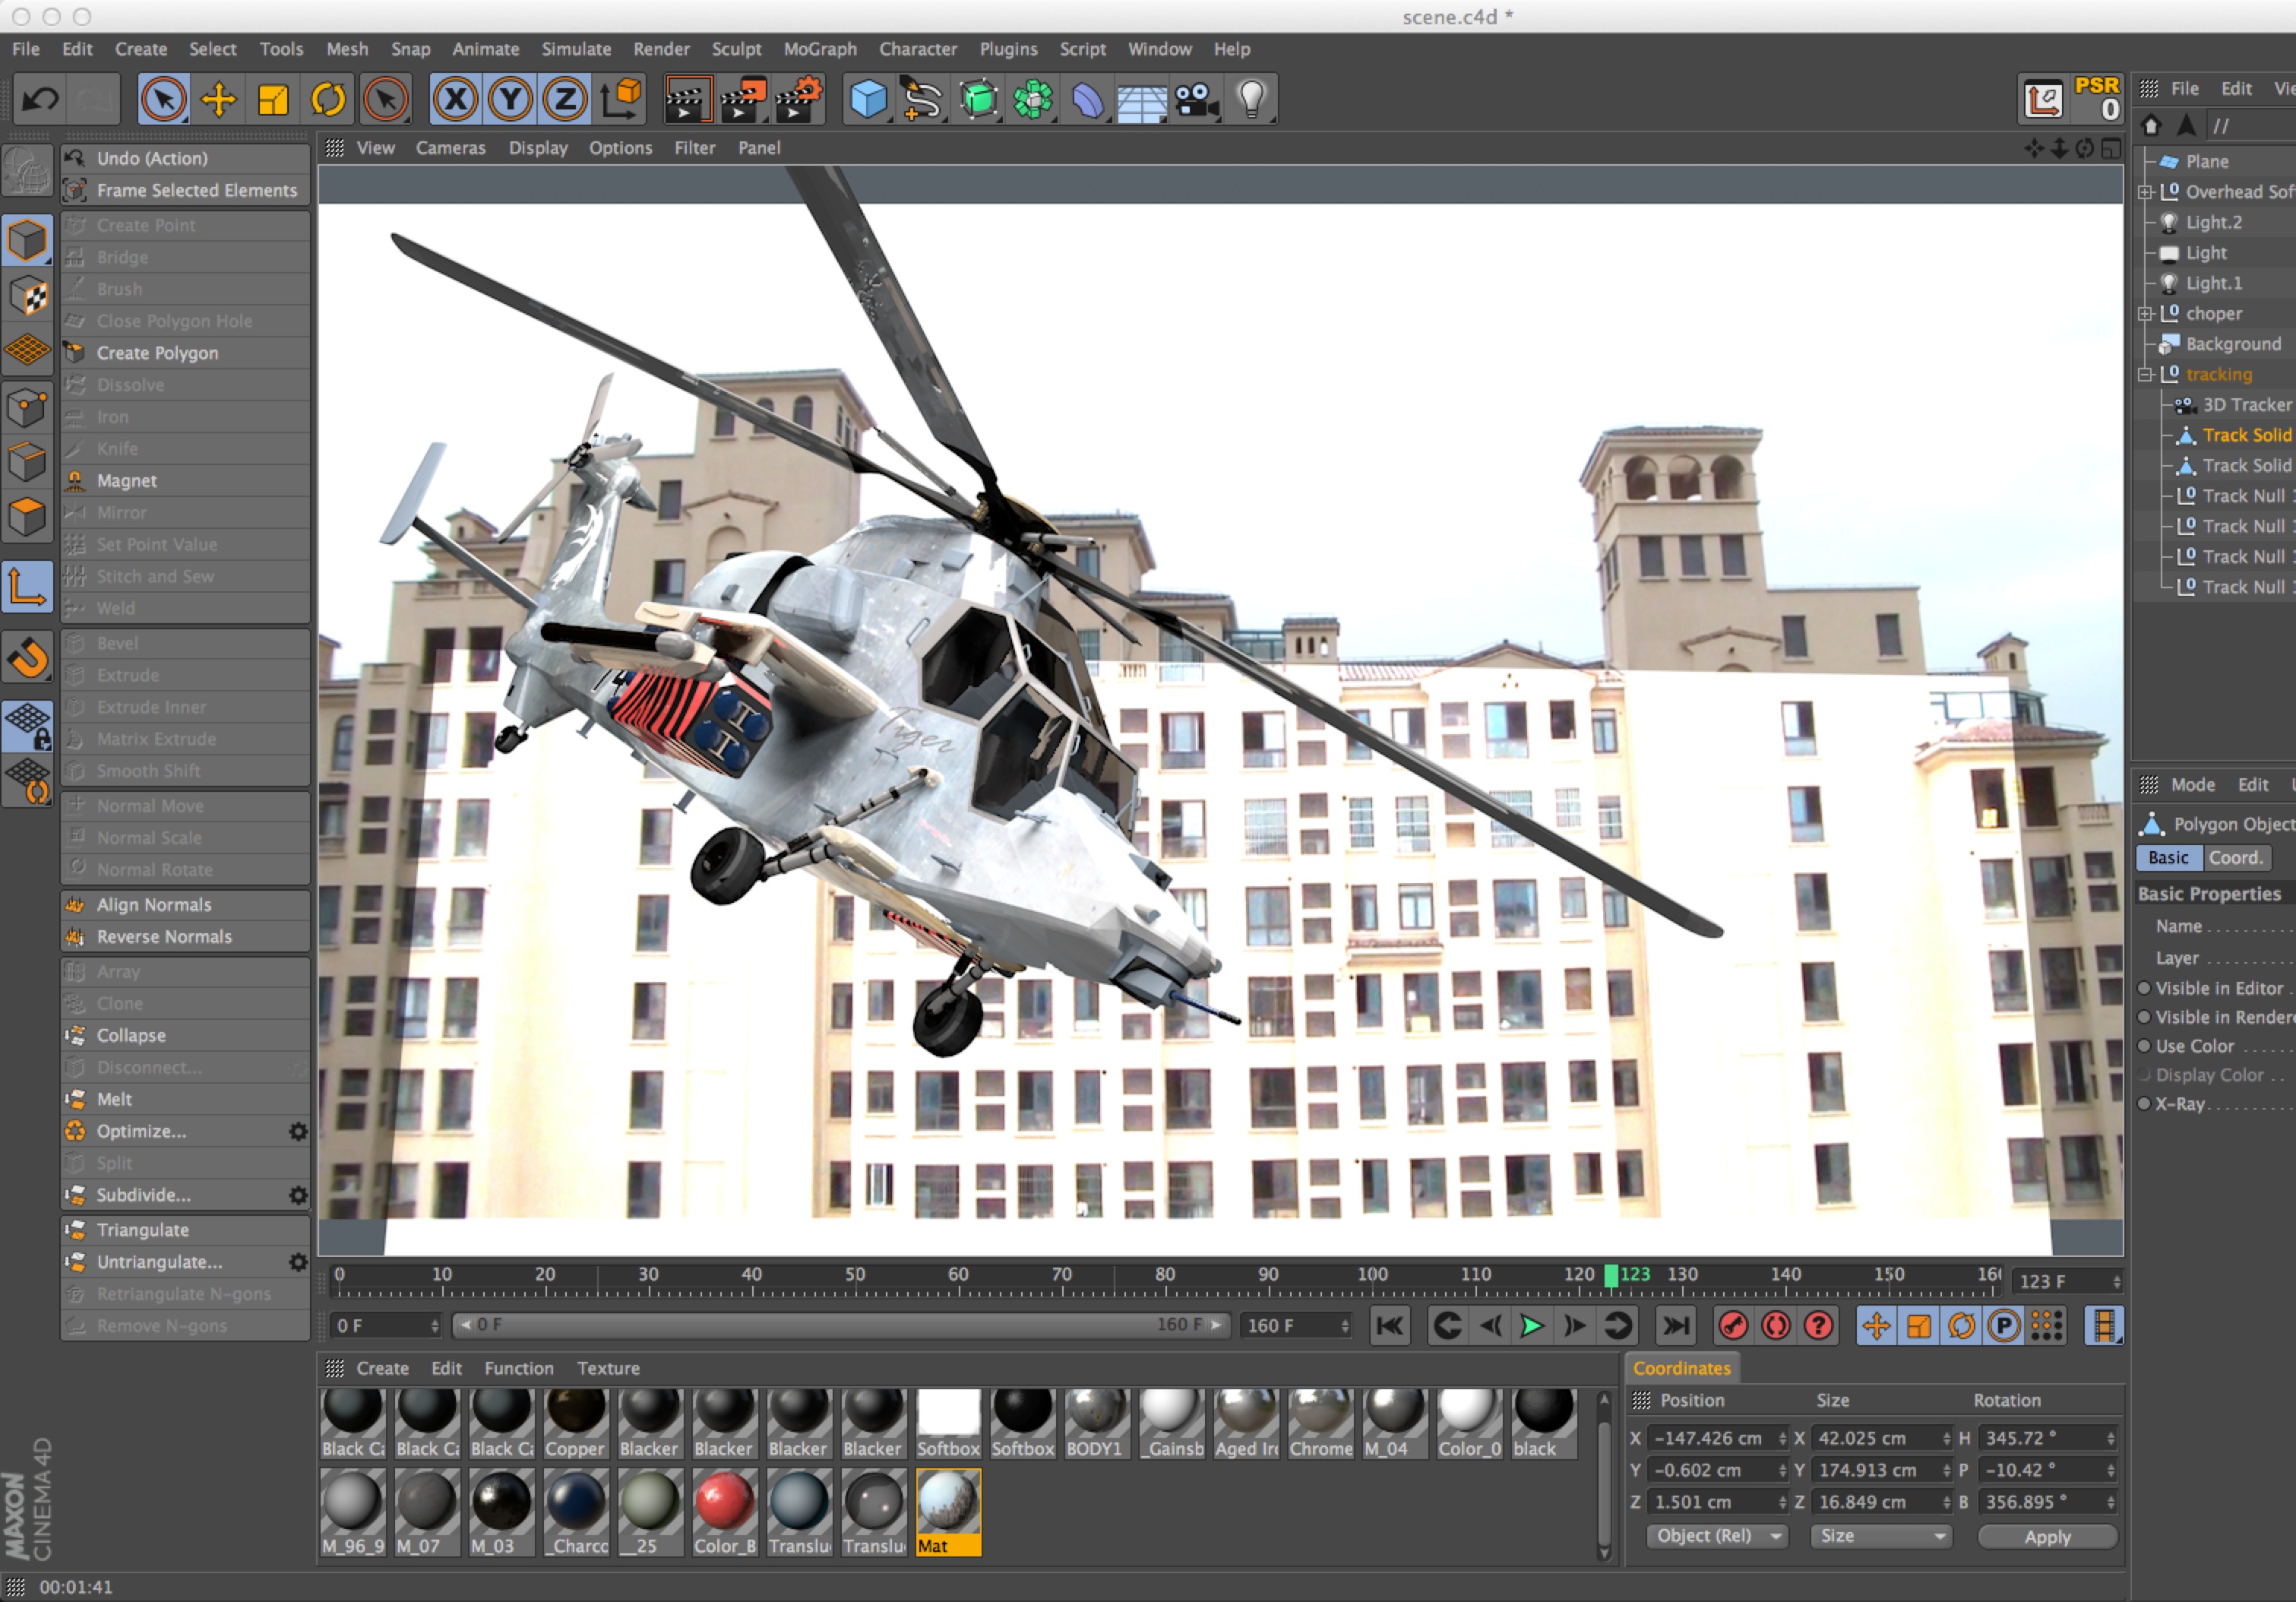 scene.c4d *
File Edit Create Select Tools Mesh Snap Animate Simulate Render Sculpt MoGraph Character Plugins Script Window Help
X Y Z
PSR
0
File Edit
//
Undo (Action)
Frame Selected Elements
Create Point
Bridge
Brush
Close Polygon Hole
Create Polygon
Dissolve
Iron
Knife
Magnet
Mirror
Set Point Value
Stitch and Sew
Weld
Bevel
Extrude
Extrude Inner
Matrix Extrude
Smooth Shift
Normal Move
Normal Scale
Normal Rotate
Align Normals
Reverse Normals
Array
Clone
Collapse
Disconnect...
Melt
Optimize...
Split
Subdivide...
Triangulate
Untriangulate...
Retriangulate N-gons
Remove N-gons
View Cameras Display Options Filter Panel
Tiger
Plane
Overhead Sof
Light.2
Light
Light.1
choper
Background
tracking
3D Tracker
Track Solid
Track Solid
Track Null
Track Null
Track Null
Track Null
Mode Edit
Polygon Object
Basic Coord.
Basic Properties
Name
Layer
Visible in Editor
Visible in Rendere
Use Color
Display Color
X-Ray
0 10 20 30 40 50 60 70 80 90 100 110 120 123 130 140 150 160
123 F
0 F 0 F 160 F 160 F
? P
Create Edit Function Texture
Black Ca Black Ca Black Ca Copper Blacker Blacker Blacker Blacker Softbox Softbox BODY1 _Gainsb Aged Iro Chrome M_04 Color_0 black
M_96_9 M_07 M_03 _Charco __25 Color_B Translu Translu Mat
Coordinates
Position Size Rotation
X -147.426 cm X 42.025 cm H 345.72 °
Y -0.602 cm Y 174.913 cm P -10.42 °
Z 1.501 cm Z 16.849 cm B 356.895 °
Object (Rel) Size Apply
MAXON
CINEMA 4D
00:01:41